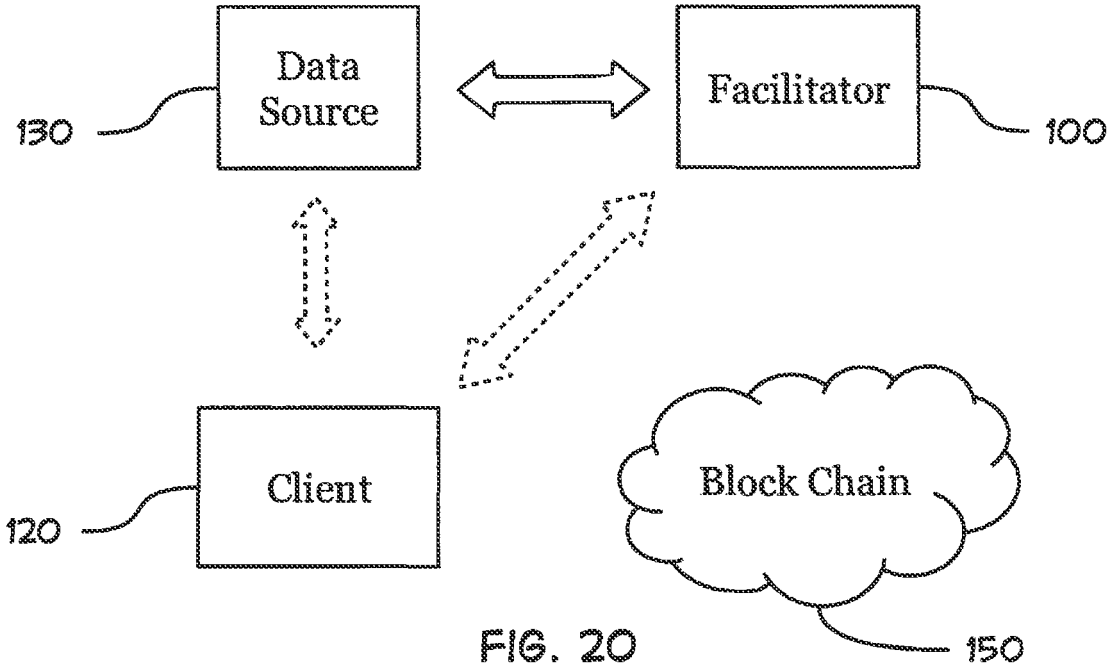 Data
Source
Facilitator
130
100
Client
Block Chain
120
FIG. 20
150